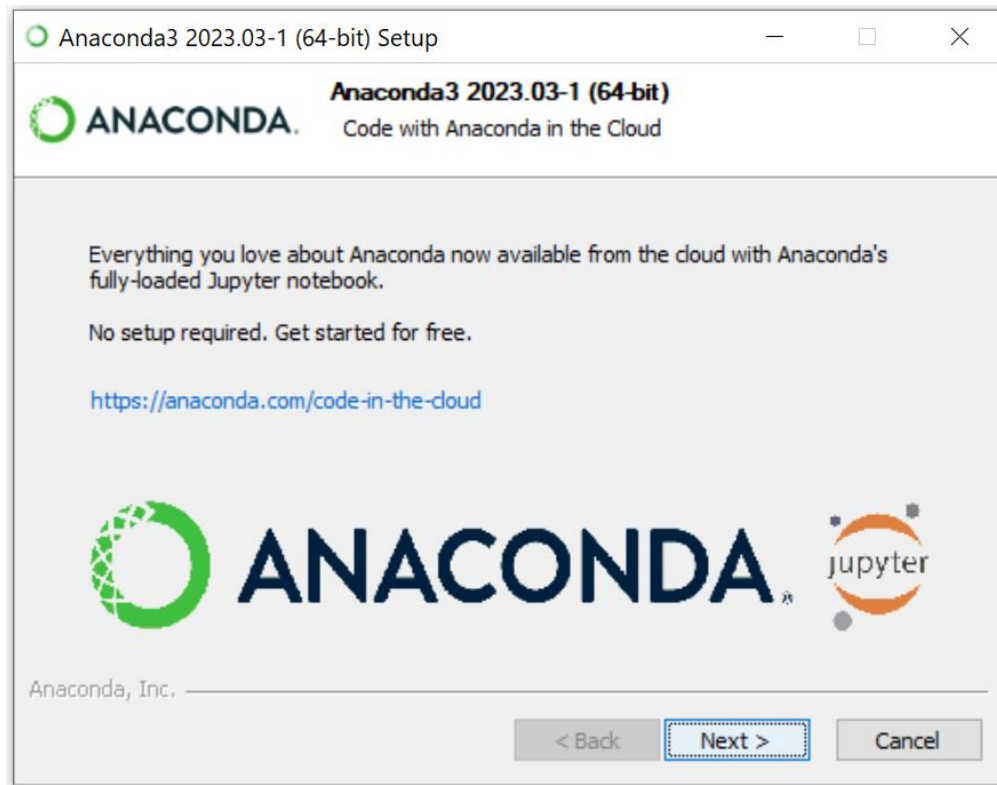 Anaconda3 2023.03-1 (64-bit) Setup
ANACONDA.
Anaconda3 2023.03-1 (64-bit)
Code with Anaconda in the Cloud
Everything you love about Anaconda now available from the cloud with Anaconda's
fully-loaded Jupyter notebook.
No setup required. Get started for free.
https://anaconda.com/code-in-the-cloud
ANACONDA.®
jupyter
Anaconda, Inc.
< Back
Next >
Cancel